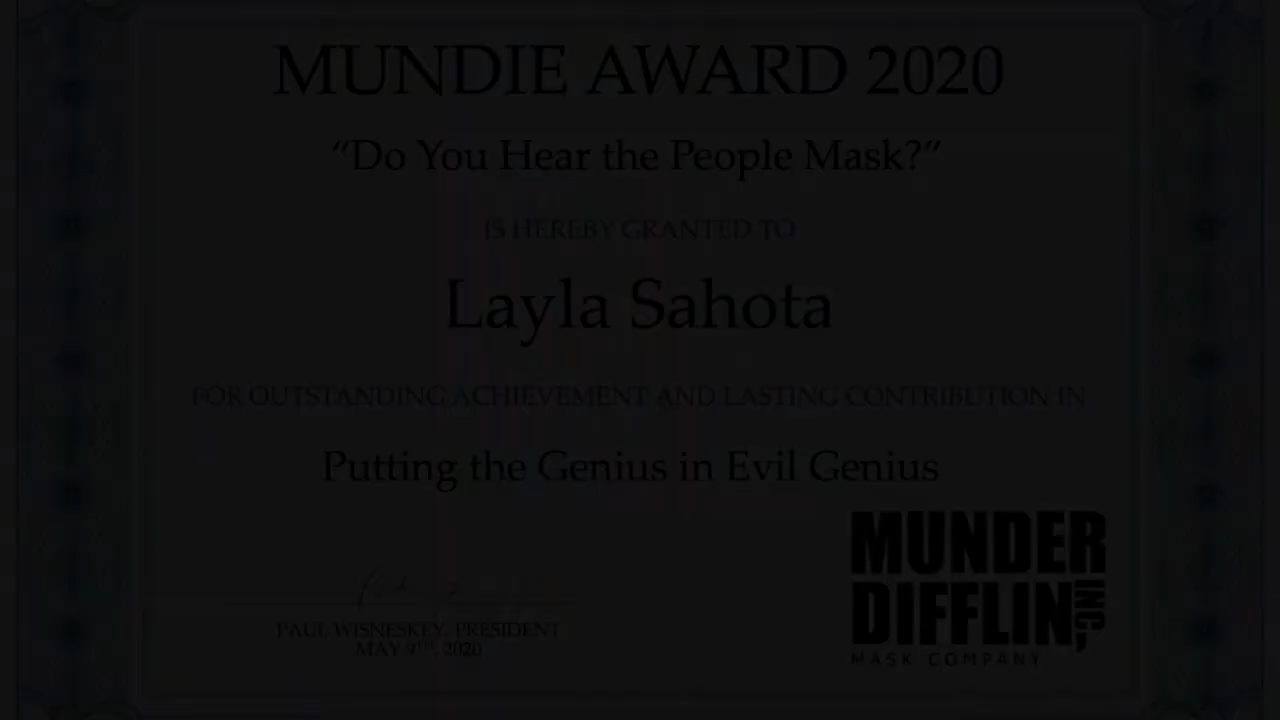 MUNDIE AWARD 2020
“Do You Hear the People Mask?”
IS HEREBY GRANTED TO
Layla Sahota
FOR OUTSTANDING ACHIEVEMENT AND LASTING CONTRIBUTION IN
Putting the Genius in Evil Genius
PAUL WISNESKEY, PRESIDENT
MAY 9TH, 2020
MUNDER
DIFFLIN, INC.
MASK COMPANY